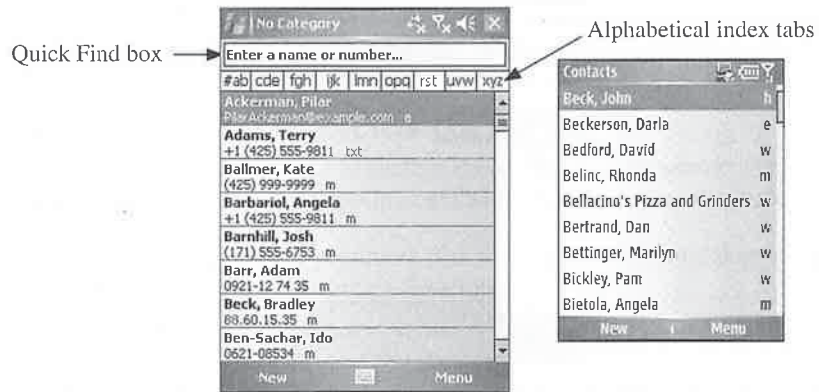 Quick Find box
Alphabetical index tabs
No Category
Enter a name or number...
#ab cde fgh ijk lmn opq rst uvw xyz
Ackerman, Pilar
PilarAckerman@example.com e
Adams, Terry
+1 (425) 555-9811 txt
Ballmer, Kate
(425) 999-9999 m
Barbariol, Angela
+1 (425) 555-9811 m
Barnhill, Josh
(171) 555-6753 m
Barr, Adam
0921-12 74 35 m
Beck, Bradley
88.60.15.35 m
Ben-Sachar, Ido
0621-08534 m
New Menu
Contacts
Beck, John h
Beckerson, Darla e
Bedford, David w
Belinc, Rhonda m
Bellacino's Pizza and Grinders w
Bertrand, Dan w
Bettinger, Marilyn w
Bickley, Pam w
Bietola, Angela m
New Menu